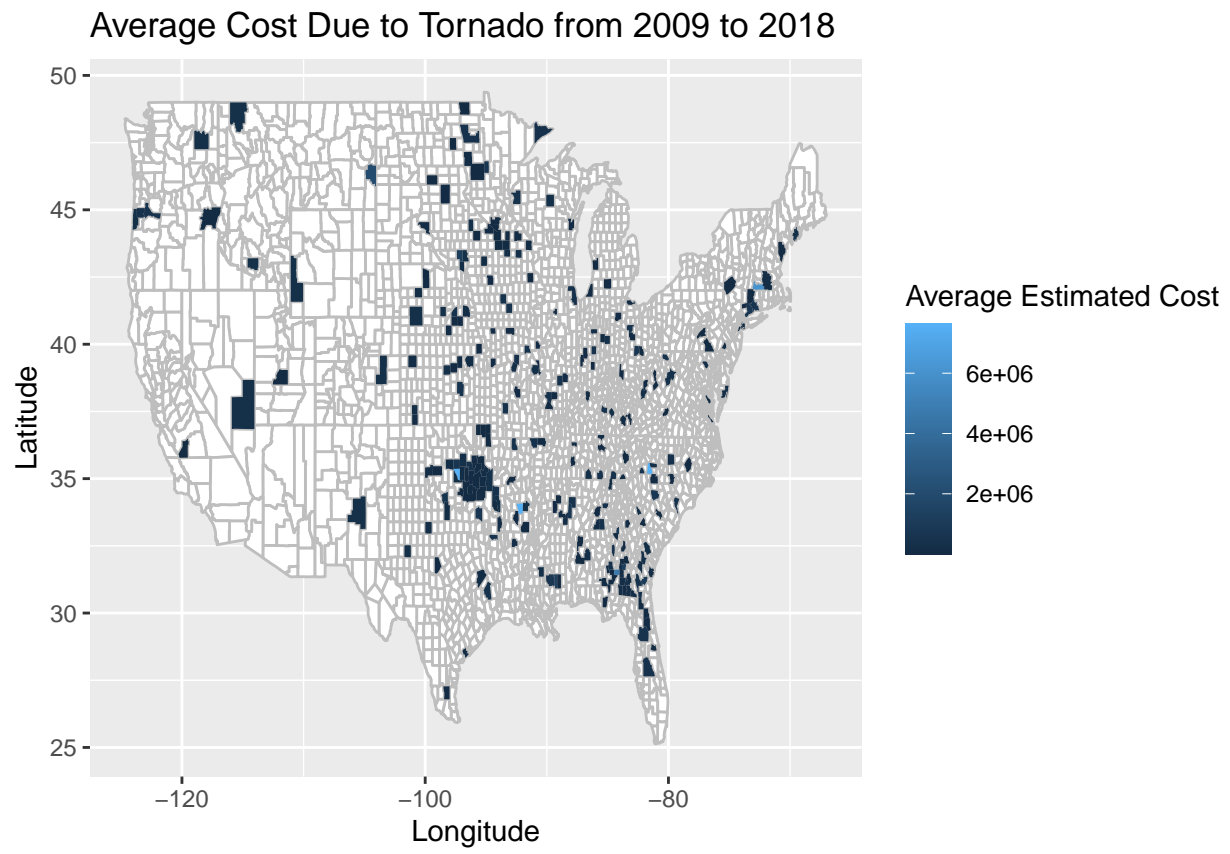 Average Cost Due to Tornado from 2009 to 2018
50
45
40
35
30
25
Latitude
−120
−100
−80
Longitude
Average Estimated Cost
6e+06
4e+06
2e+06